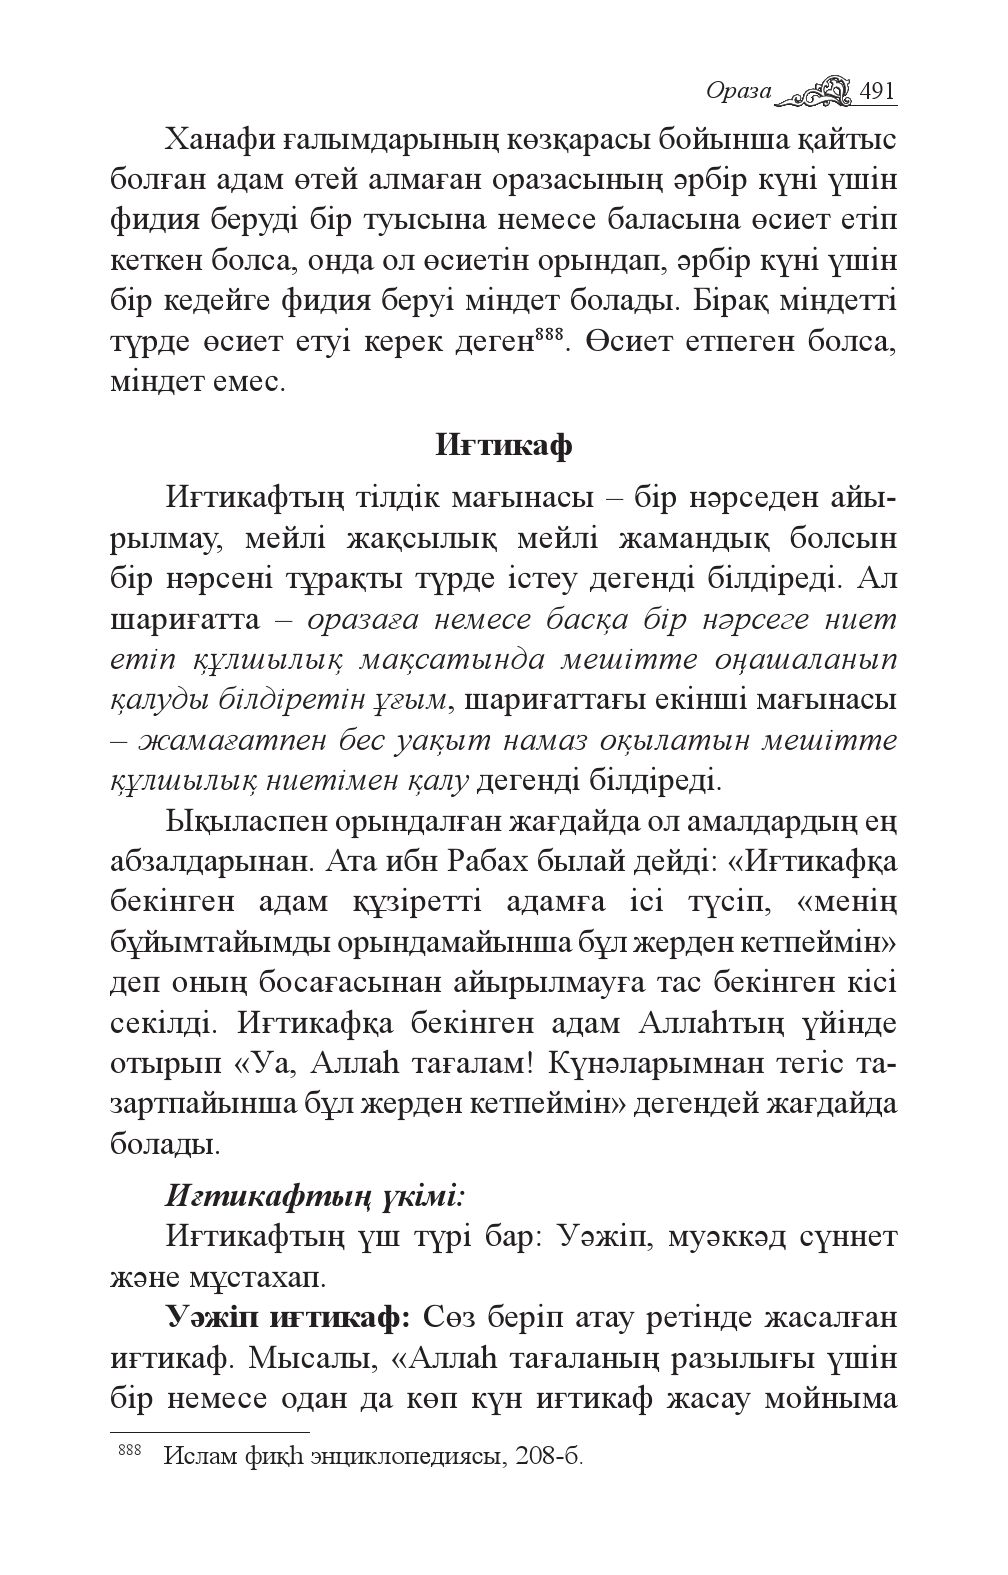 Ораза 491
Ханафи ғалымдарының көзқарасы бойынша қайтыс
болған адам өтей алмаған оразасының әрбір күні үшін
фидия беруді бір туысына немесе баласына өсиет етіп
кеткен болса, онда ол өсиетін орындап, әрбір күні үшін
бір кедейге фидия беруі міндет болады. Бірақ міндетті
түрде өсиет етуі керек деген888. Өсиет етпеген болса,
міндет емес.
Иғтикаф
Иғтикафтың тілдік мағынасы – бір нәрседен айы-
рылмау, мейлі жақсылық мейлі жамандық болсын
бір нәрсені тұрақты түрде істеу дегенді білдіреді. Ал
шариғатта – оразаға немесе басқа бір нәрсеге ниет
етіп құлшылық мақсатында мешітте оңашаланып
қалуды білдіретін ұғым, шариғаттағы екінші мағынасы
– жамағатпен бес уақыт намаз оқылатын мешітте
құлшылық ниетімен қалу дегенді білдіреді.
Ықыласпен орындалған жағдайда ол амалдардың ең
абзалдарынан. Ата ибн Рабах былай дейді: «Иғтикафқа
бекінген адам құзіретті адамға ісі түсіп, «менің
бұйымтайымды орындамайынша бұл жерден кетпеймін»
деп оның босағасынан айырылмауға тас бекінген кісі
секілді. Иғтикафқа бекінген адам Аллаһтың үйінде
отырып «Уа, Аллаһ тағалам! Күнәларымнан тегіс та-
зартпайынша бұл жерден кетпеймін» дегендей жағдайда
болады.
Иғтикафтың үкімі:
Иғтикафтың үш түрі бар: Уәжіп, муәккәд сүннет
және мұстахап.
Уәжіп иғтикаф: Сөз беріп атау ретінде жасалған
иғтикаф. Мысалы, «Аллаһ тағаланың разылығы үшін
бір немесе одан да көп күн иғтикаф жасау мойныма
888 Ислам фиқһ энциклопедиясы, 208-б.